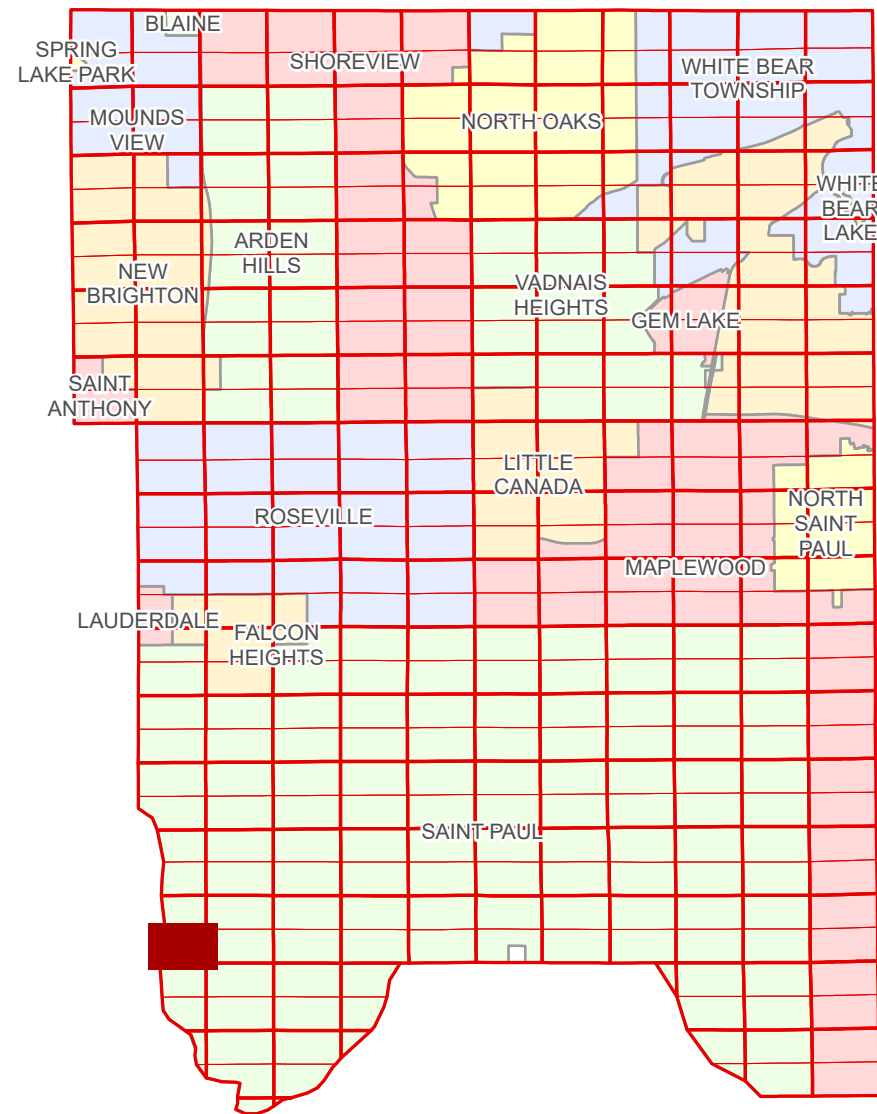 BLAINE
SPRING
LAKE PARK
SHOREVIEW
WHITE BEAR
TOWNSHIP
MOUNDS
VIEW
NORTH OAKS
WHITE
BEAR
LAKE
ARDEN
HILLS
NEW
BRIGHTON
VADNAIS
HEIGHTS
GEM LAKE
SAINT
ANTHONY
LITTLE
CANADA
ROSEVILLE
NORTH
SAINT
PAUL
MAPLEWOOD
LAUDERDALE
FALCON
HEIGHTS
SAINT PAUL